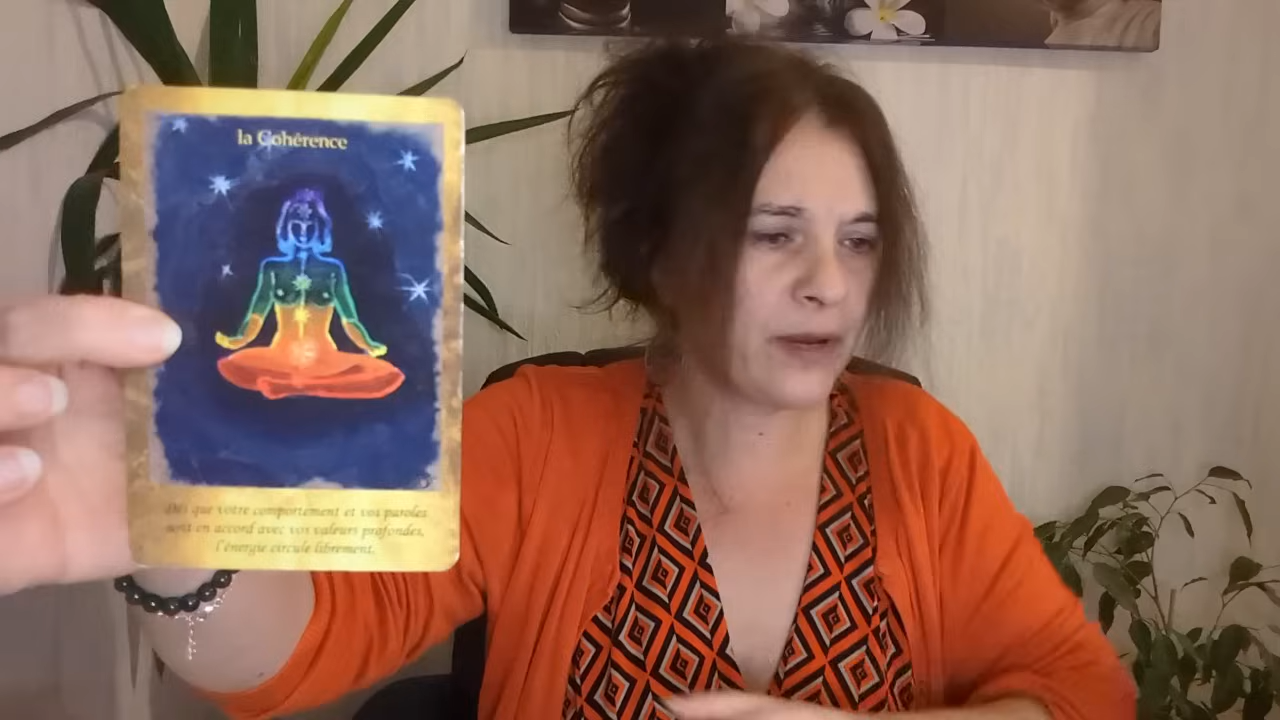 la Cohérence
Dès que votre comportement et vos paroles
sont en accord avec vos valeurs profondes,
l'énergie circule librement.